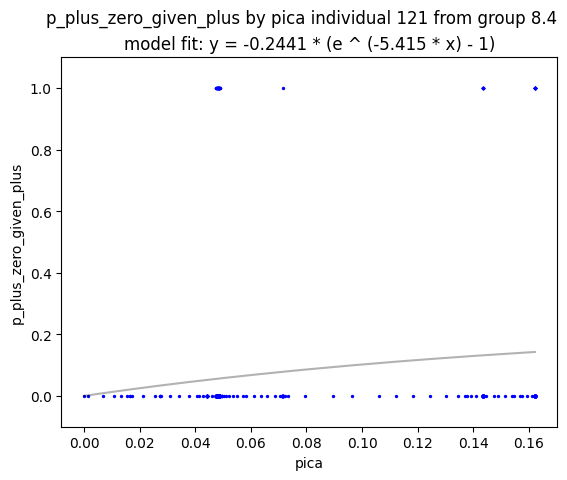 p_plus_zero_given_plus by pica individual 121 from group 8.4
model fit: y = -0.2441 * (e ^ (-5.415 * x) - 1)
1.0
0.8
0.6
0.4
0.2
0.0
p_plus_zero_given_plus
0.00 0.02 0.04 0.06 0.08 0.10 0.12 0.14 0.16
pica